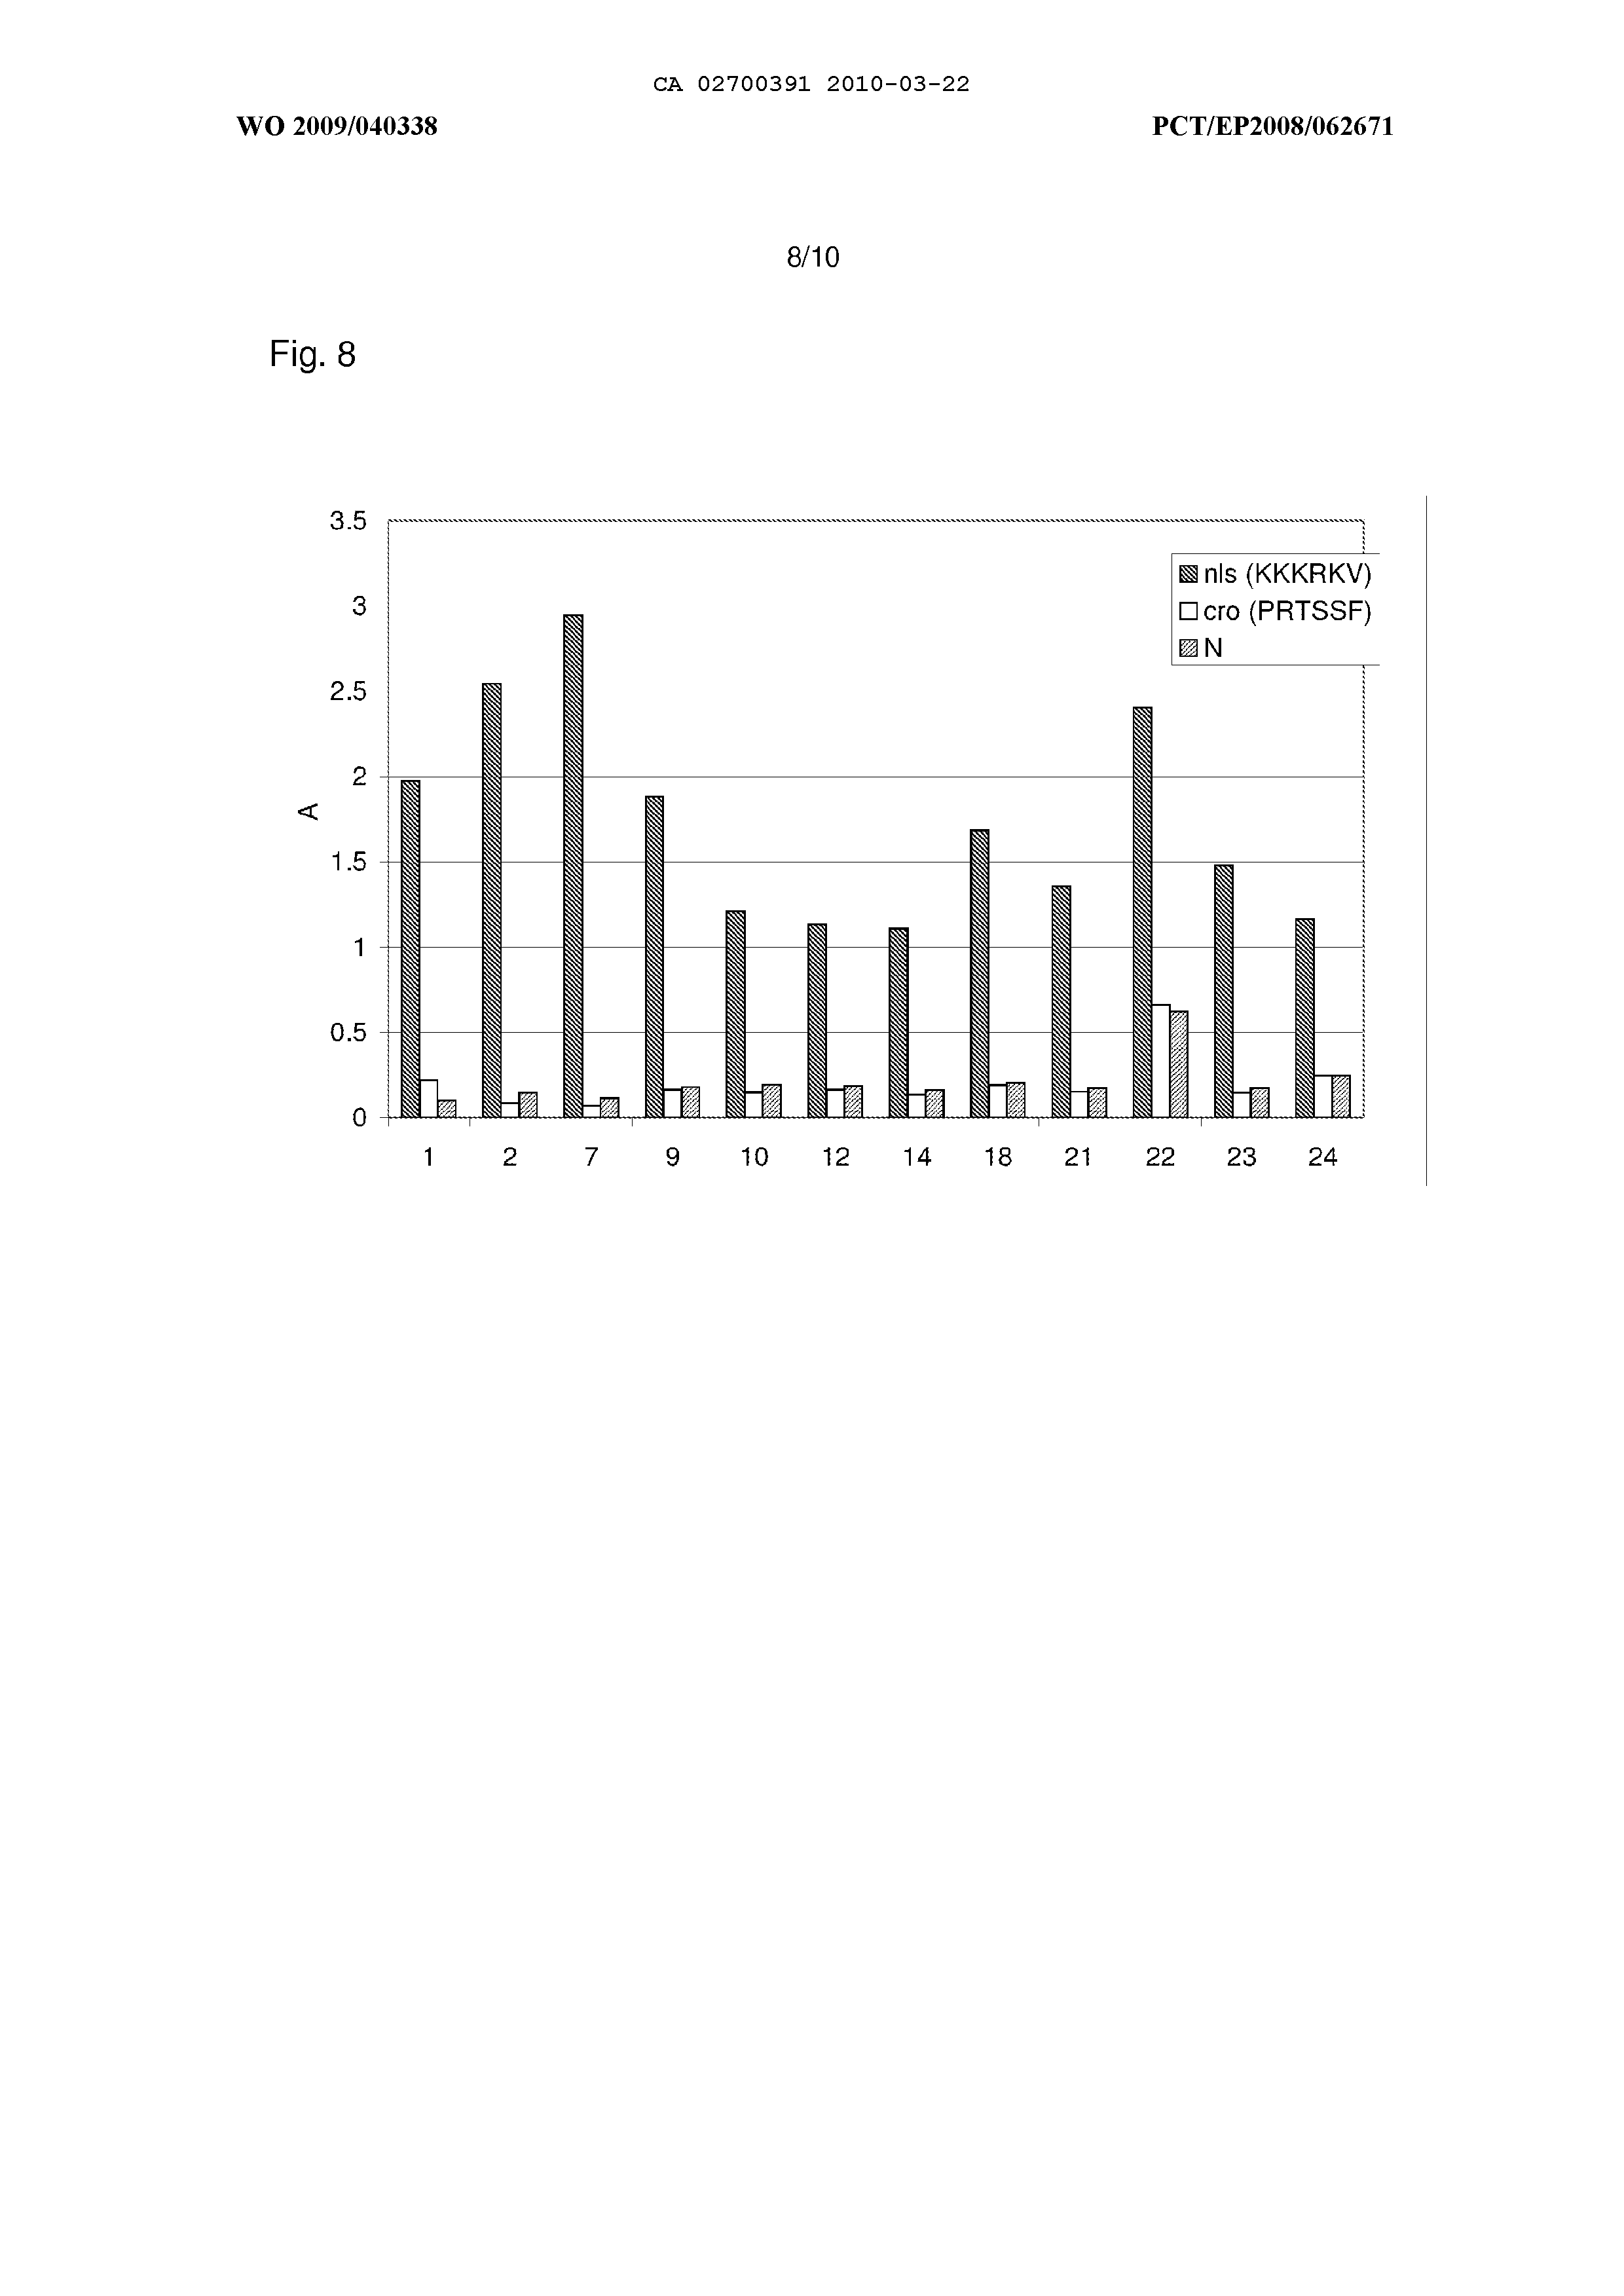 CA 02700391 2010-03-22
WO 2009/040338 PCT/EP2008/062671
8/10
Fig. 8
3.5
3
2.5
2
1.5
1
0.5
0
A
nls (KKKRKV)
cro (PRTSSF)
N
1 2 7 9 10 12 14 18 21 22 23 24